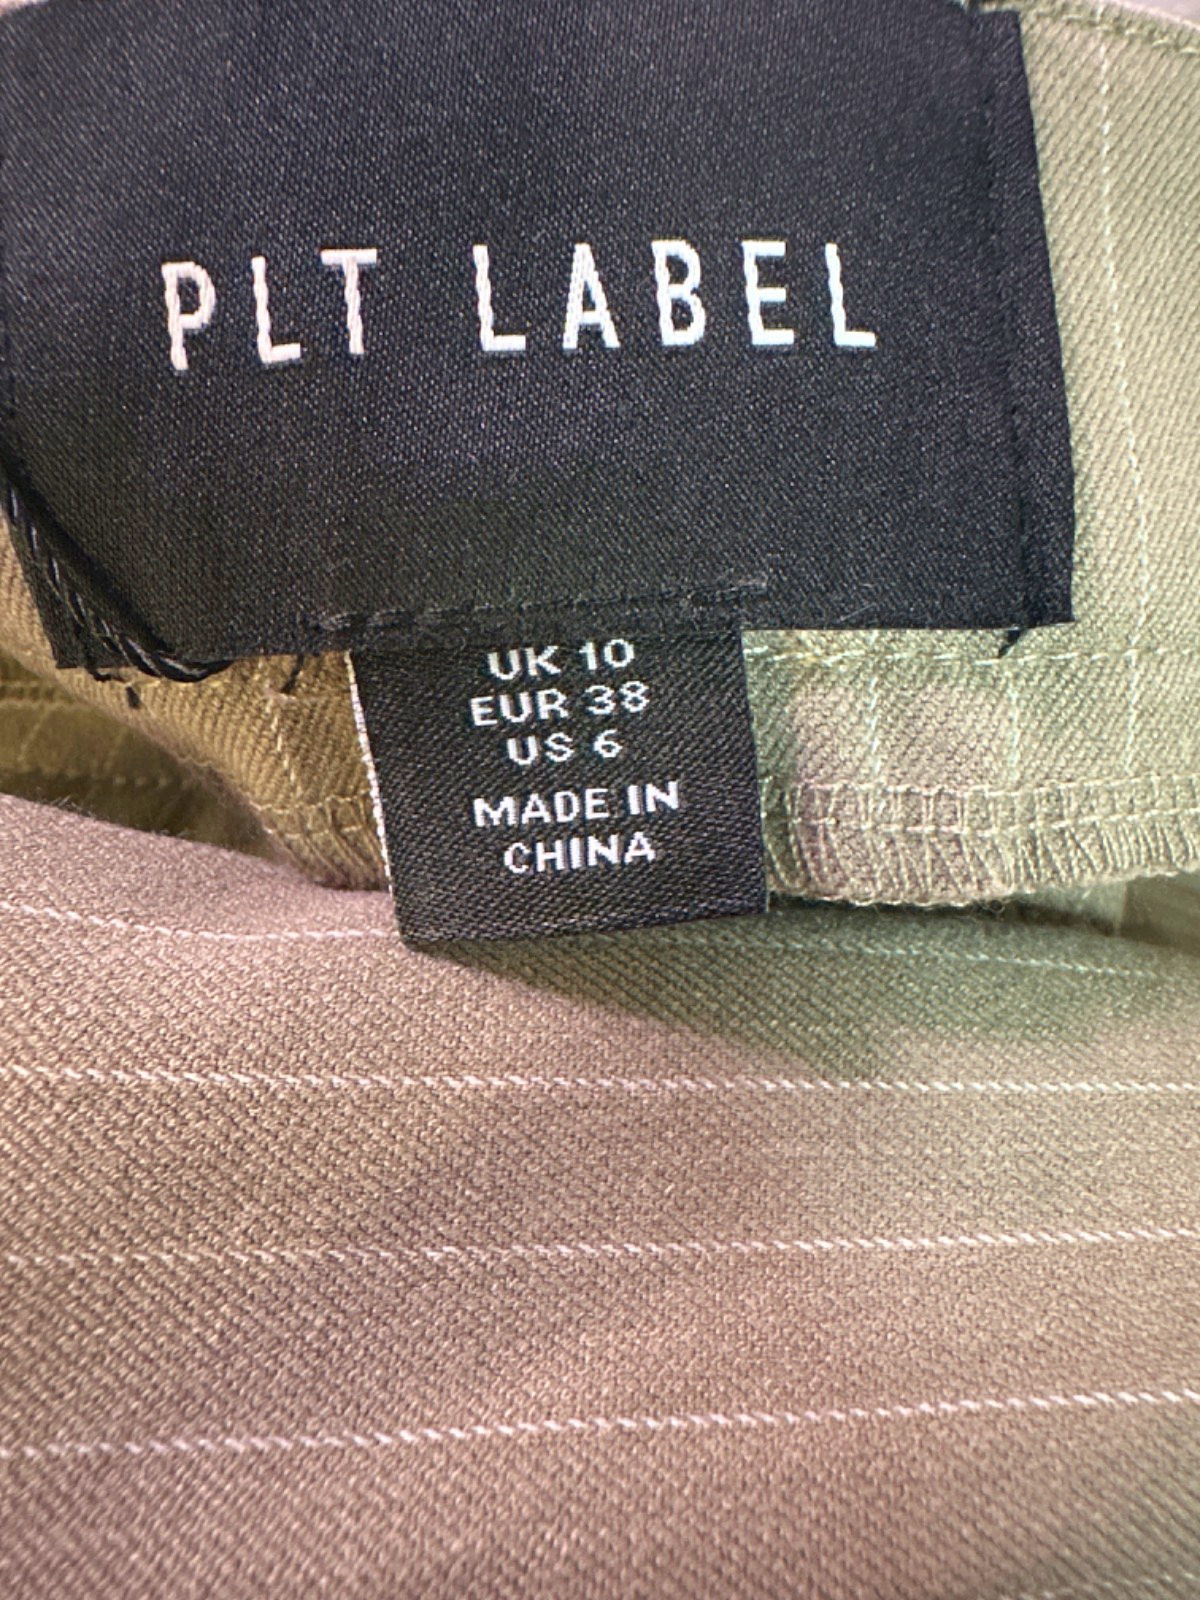 PLT LABEL
UK 10
EUR 38
US 6
MADE IN
CHINA